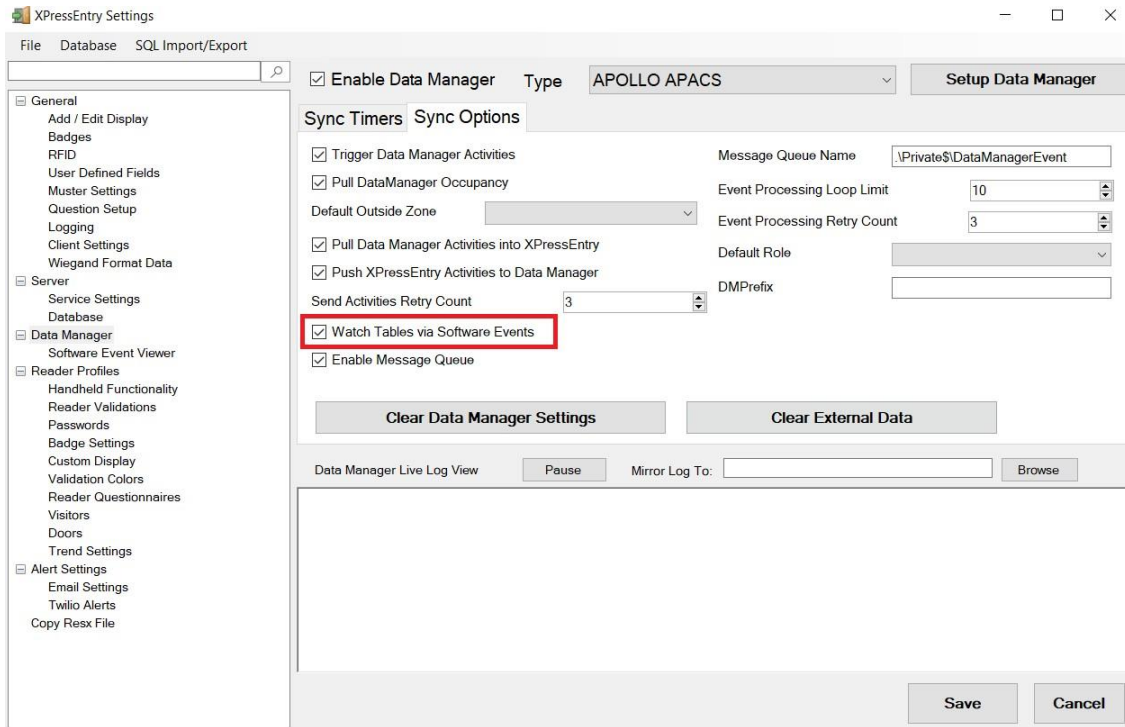 XPressEntry Settings
File Database SQL Import/Export
General
Add / Edit Display
Badges
RFID
User Defined Fields
Muster Settings
Question Setup
Logging
Client Settings
Wiegand Format Data
Server
Service Settings
Database
Data Manager
Software Event Viewer
Reader Profiles
Handheld Functionality
Reader Validations
Passwords
Badge Settings
Custom Display
Validation Colors
Reader Questionnaires
Visitors
Doors
Trend Settings
Alert Settings
Email Settings
Twilio Alerts
Copy Resx File
Enable Data Manager Type APOLLO APACS Setup Data Manager
Sync Timers Sync Options
Trigger Data Manager Activities
Pull DataManager Occupancy
Default Outside Zone
Pull Data Manager Activities into XPressEntry
Push XPressEntry Activities to Data Manager
Send Activities Retry Count 3
Watch Tables via Software Events
Enable Message Queue
Message Queue Name .\Private$\DataManagerEvent
Event Processing Loop Limit 10
Event Processing Retry Count 3
Default Role
DMPrefix
Clear Data Manager Settings Clear External Data
Data Manager Live Log View Pause Mirror Log To: Browse
Save Cancel